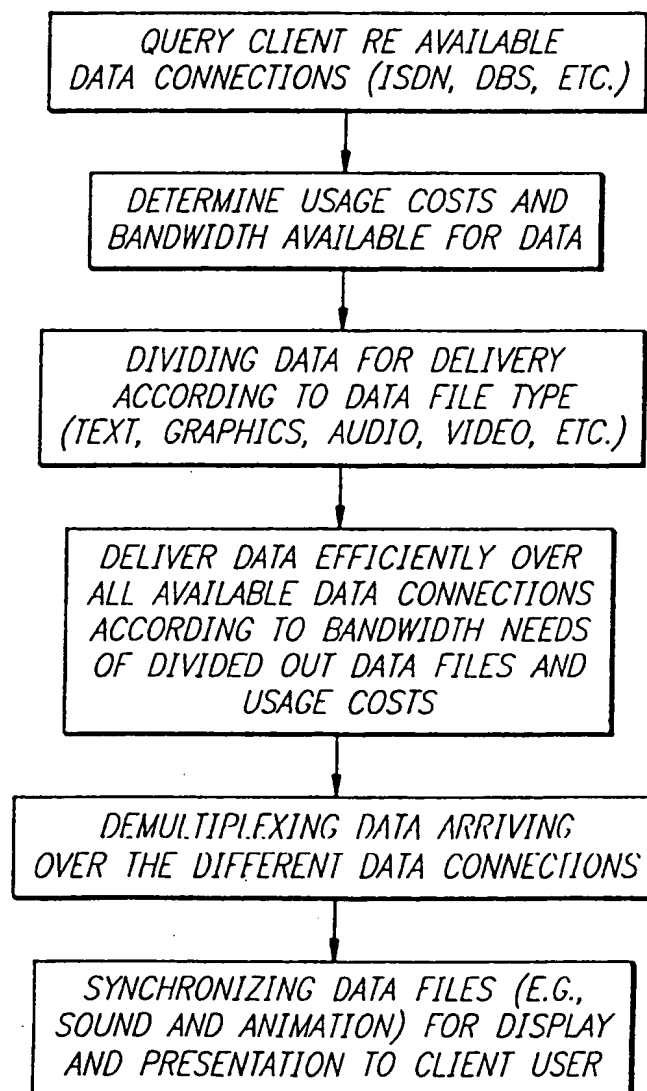 QUERY CLIENT RE AVAILABLE
DATA CONNECTIONS (ISDN, DBS, ETC.)
DETERMINE USAGE COSTS AND
BANDWIDTH AVAILABLE FOR DATA
DIVIDING DATA FOR DELIVERY
ACCORDING TO DATA FILE TYPE
(TEXT, GRAPHICS, AUDIO, VIDEO, ETC.)
DELIVER DATA EFFICIENTLY OVER
ALL AVAILABLE DATA CONNECTIONS
ACCORDING TO BANDWIDTH NEEDS
OF DIVIDED OUT DATA FILES AND
USAGE COSTS
DEMULTIPLEXING DATA ARRIVING
OVER THE DIFFERENT DATA CONNECTIONS
SYNCHRONIZING DATA FILES (E.G.,
SOUND AND ANIMATION) FOR DISPLAY
AND PRESENTATION TO CLIENT USER